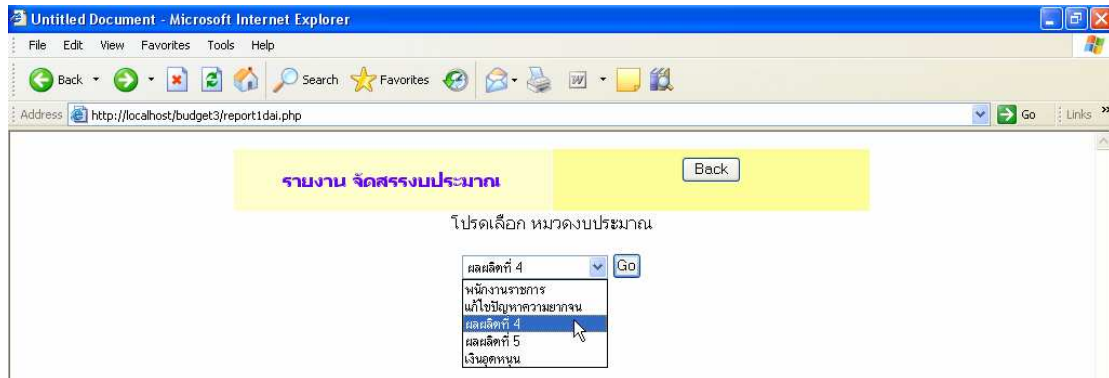 Untitled Document - Microsoft Internet Explorer
File Edit View Favorites Tools Help
Back Search Favorites
Address http://localhost/budget3/report1dai.php Go Links »
รายงาน จัดสรรงบประมาณ Back
โปรดเลือก หมวดงบประมาณ
ผลผลิตที่ 4 Go
พนักงานราชการ
แก้ไขปัญหาความยากจน
ผลผลิตที่ 4
ผลผลิตที่ 5
เงินอุดหนุน